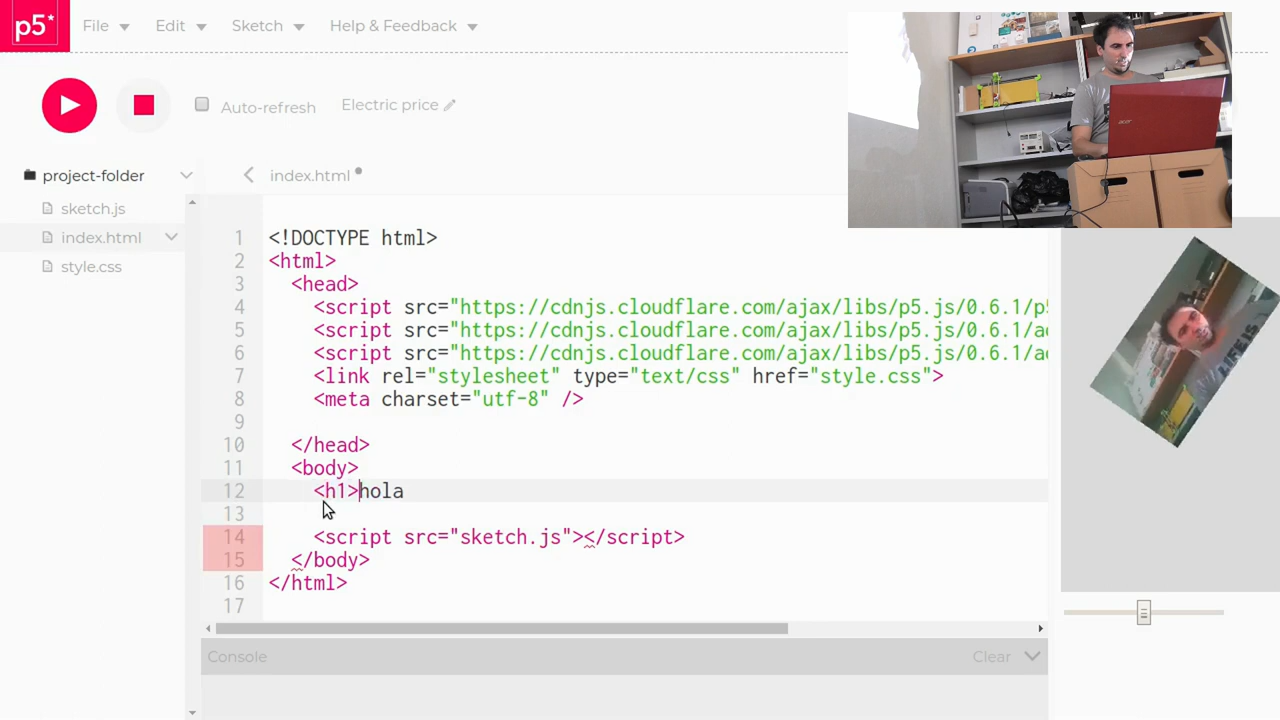 p5*
File
Edit
Sketch
Help & Feedback
Auto-refresh
Electric price
project-folder
sketch.js
index.html
style.css
index.html
1 <!DOCTYPE html>
2 <html>
3 <head>
4 <script src="https://cdnjs.cloudflare.com/ajax/libs/p5.js/0.6.1/p5
5 <script src="https://cdnjs.cloudflare.com/ajax/libs/p5.js/0.6.1/ad
6 <script src="https://cdnjs.cloudflare.com/ajax/libs/p5.js/0.6.1/ad
7 <link rel="stylesheet" type="text/css" href="style.css">
8 <meta charset="utf-8" />
9
10 </head>
11 <body>
12 <h1>hola
13
14 <script src="sketch.js"></script>
15 </body>
16 </html>
17
Console
Clear
acer